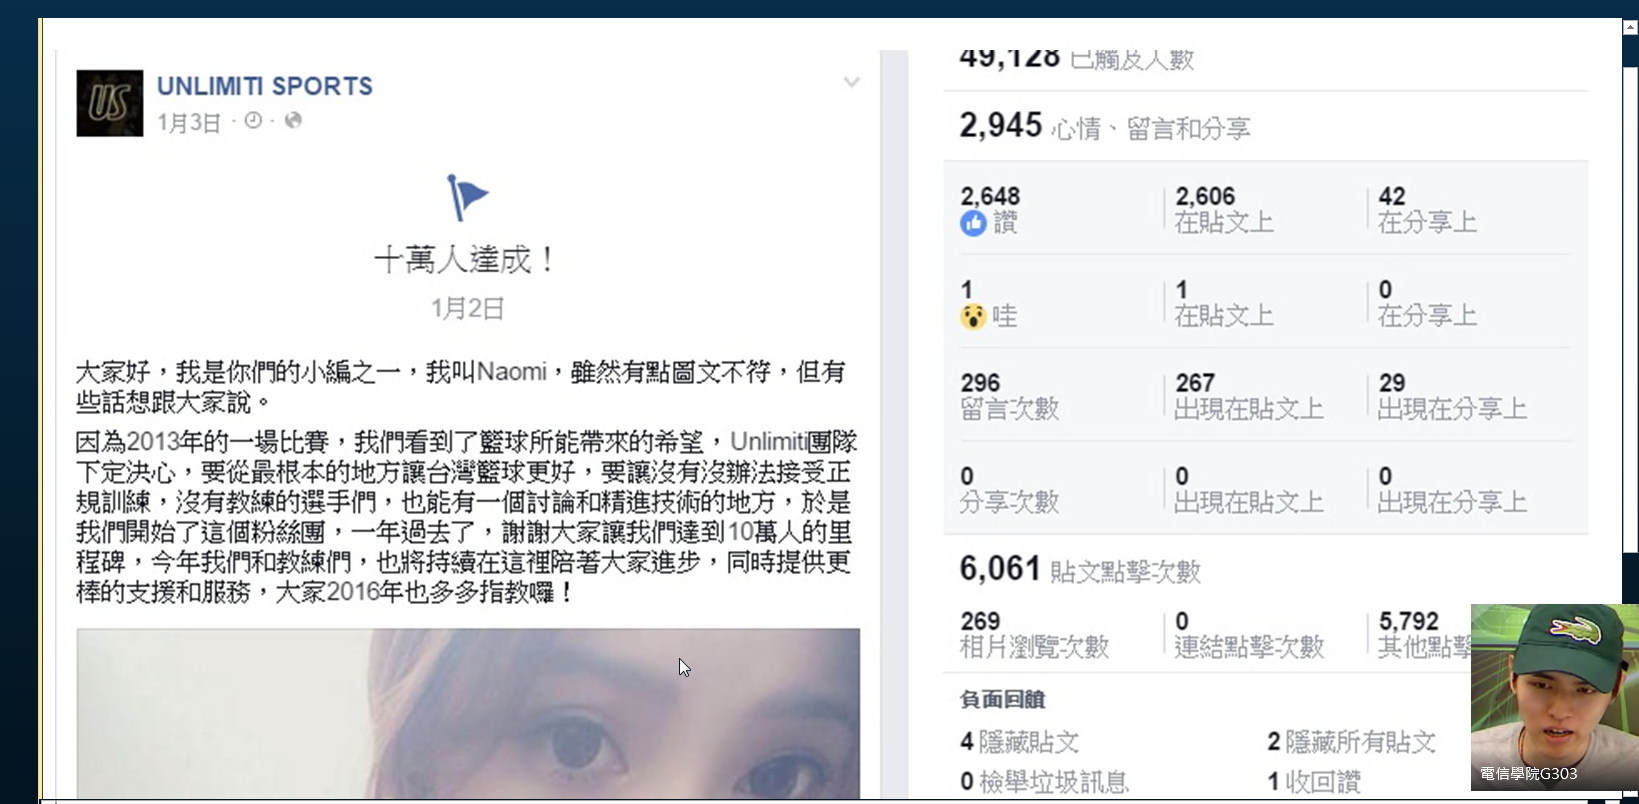 US
UNLIMITI SPORTS
1月3日
十萬人達成！
1月2日
大家好，我是你們的小編之一，我叫Naomi，雖然有點圖文不符，但有
些話想跟大家說。
因為2013年的一場比賽，我們看到了籃球所能帶來的希望，Unlimiti團隊
下定決心，要從最根本的地方讓台灣籃球更好，要讓沒有沒辦法接受正
規訓練，沒有教練的選手們，也能有一個討論和精進技術的地方，於是
我們開始了這個粉絲團，一年過去了，謝謝大家讓我們達到10萬人的里
程碑，今年我們和教練們，也將持續在這裡陪著大家進步，同時提供更
棒的支援和服務，大家2016年也多多指教囉！
49,128 已觸及人數
2,945 心情、留言和分享
2,648 2,606 42
讚 在貼文上 在分享上
1 1 0
哇 在貼文上 在分享上
296 267 29
留言次數 出現在貼文上 出現在分享上
0 0 0
分享次數 出現在貼文上 出現在分享上
6,061 貼文點擊次數
269 0 5,792
相片瀏覽次數 連結點擊次數 其他點擊
負面回饋
4 隱藏貼文 2 隱藏所有貼文
0 檢舉垃圾訊息 1 收回讚
電信學院G303